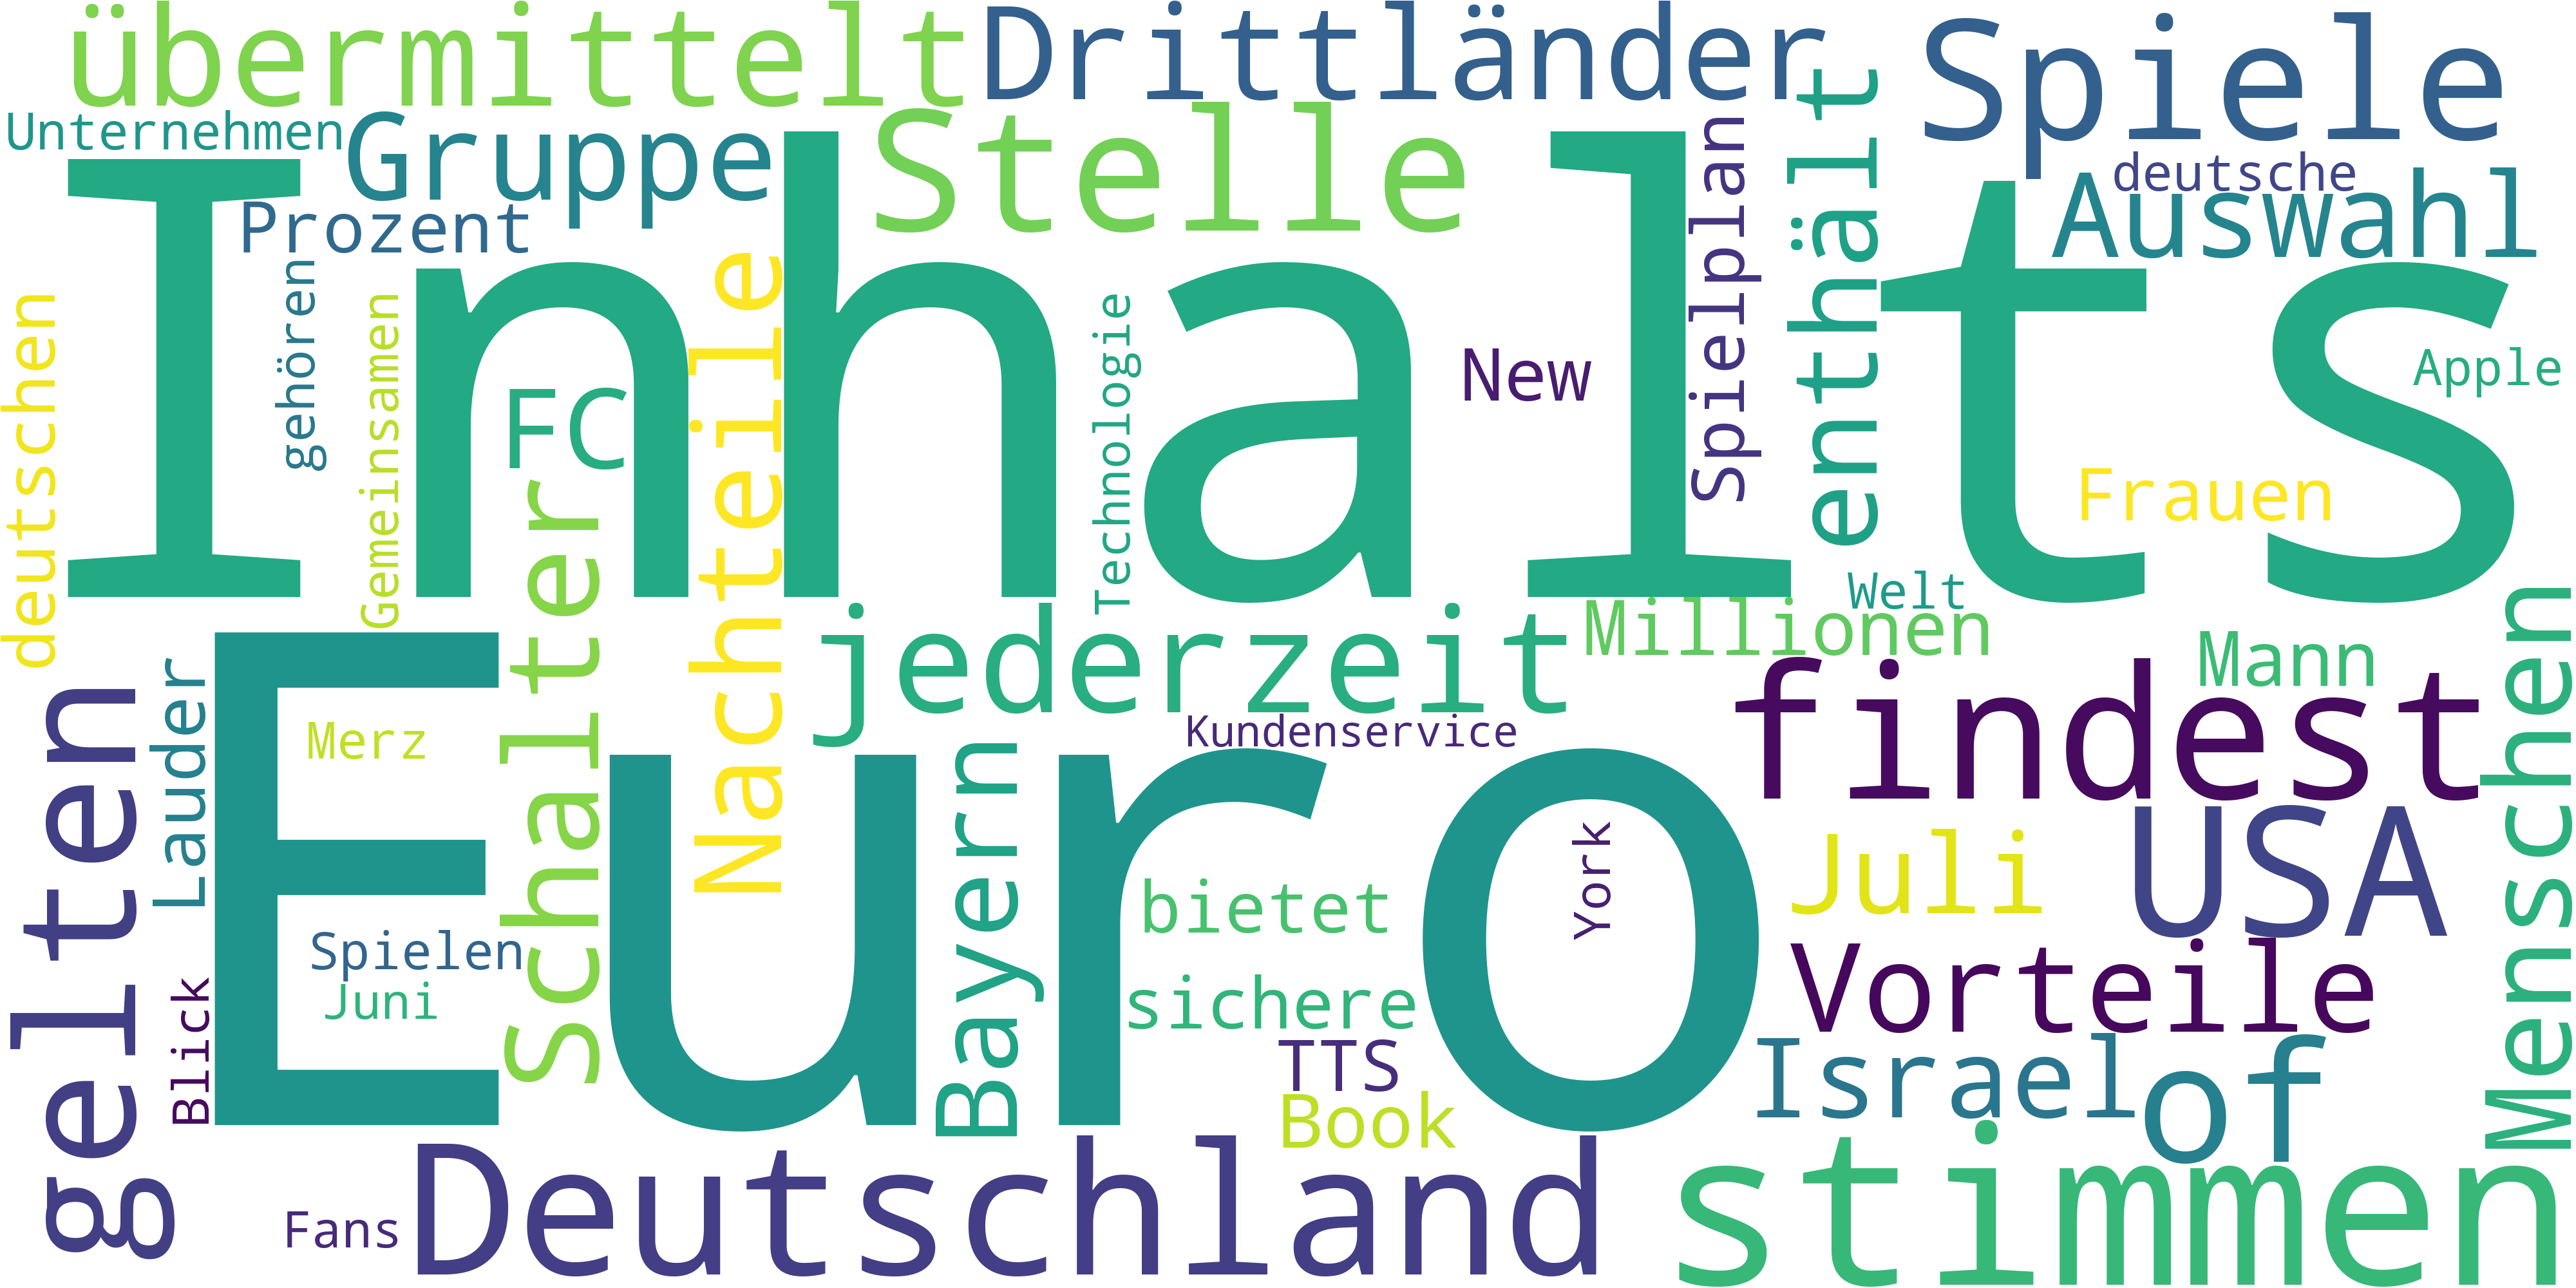 übermittelt
Drittländer
Spiele
Unternehmen
Gruppe
Stelle
Spielplan
enthält
deutsche
Auswahl
Prozent
Inhalts
deutschen
gehören
Gemeinsamen
FC
Nachteile
Technologie
New
Apple
Frauen
Schalter
jederzeit
Millionen
Welt
Mann
Menschen
gelten
Lauder
Merz
Euro
Kundenservice
findest
Bayern
York
Juli
USA
bietet
Spielen
Juni
Blick
sichere
Vorteile
TTS
Book
Israel
of
Fans
Deutschland
stimmen